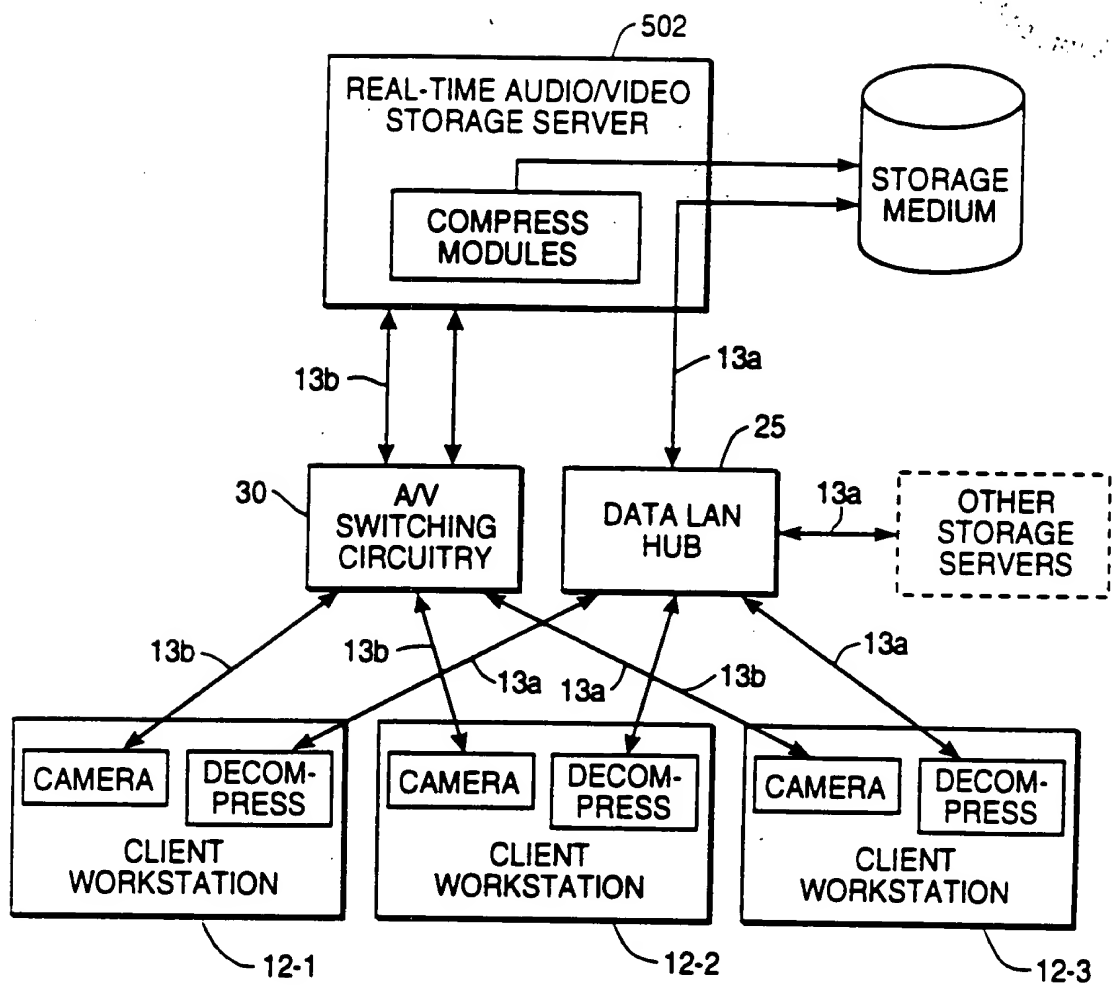 502
REAL-TIME AUDIO/VIDEO
STORAGE SERVER
COMPRESS
MODULES
STORAGE
MEDIUM
13b
13a
25
30
A/V
SWITCHING
CIRCUITRY
DATA LAN
HUB
13a
OTHER
STORAGE
SERVERS
13b
13b
13a
13a
13b
13a
CAMERA
DECOM-
PRESS
CLIENT
WORKSTATION
CAMERA
DECOM-
PRESS
CLIENT
WORKSTATION
CAMERA
DECOM-
PRESS
CLIENT
WORKSTATION
12-1
12-2
12-3